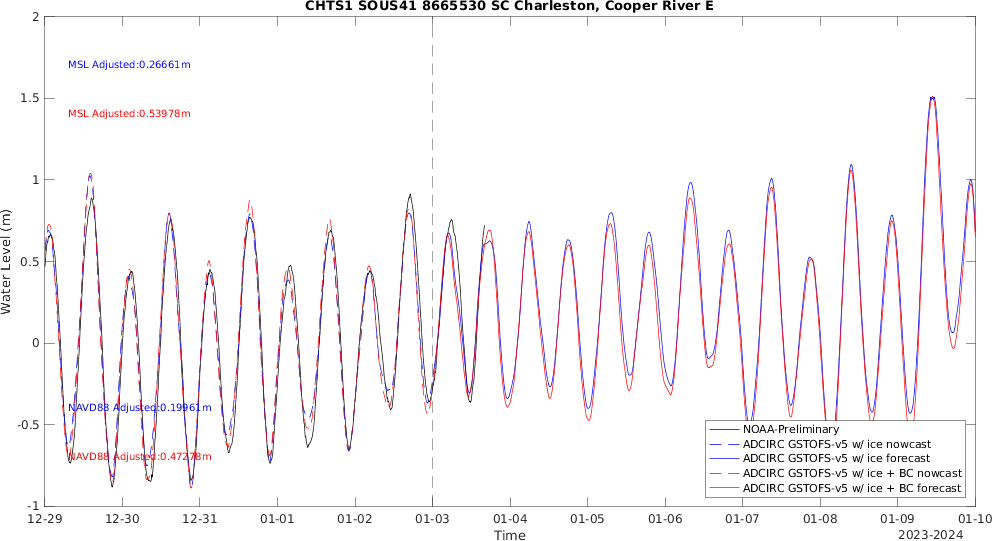 CHTS1 SOUS41 8665530 SC Charleston, Cooper River E
2
1.5
1
0.5
0
-0.5
-1
Water Level (m)
MSL Adjusted:0.26661m
MSL Adjusted:0.53978m
NAVD88 Adjusted:0.19961m
NAVD88 Adjusted:0.47278m
NOAA-Preliminary
ADCIRC GSTOFS-v5 w/ ice nowcast
ADCIRC GSTOFS-v5 w/ ice forecast
ADCIRC GSTOFS-v5 w/ ice + BC nowcast
ADCIRC GSTOFS-v5 w/ ice + BC forecast
12-29 12-30 12-31 01-01 01-02 01-03 01-04 01-05 01-06 01-07 01-08 01-09 01-10
Time
2023-2024